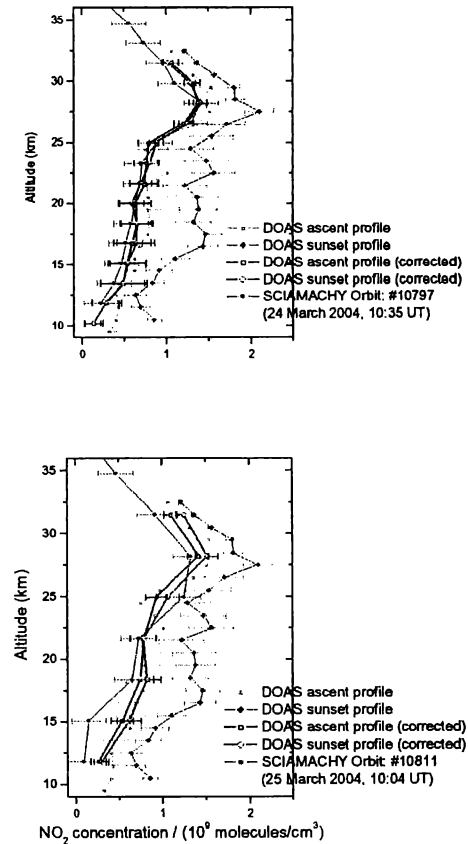 35
30
25
20
15
10
Altitude (km)
DOAS ascent profile
DOAS sunset profile
DOAS ascent profile (corrected)
DOAS sunset profile (corrected)
SCIAMACHY Orbit: #10797
(24 March 2004, 10:35 UT)
0 1 2
35
30
25
20
15
10
Altitude (km)
DOAS ascent profile
DOAS sunset profile
DOAS ascent profile (corrected)
DOAS sunset profile (corrected)
SCIAMACHY Orbit: #10811
(25 March 2004, 10:04 UT)
0 1 2
NO₂ concentration / (10⁹ molecules/cm³)